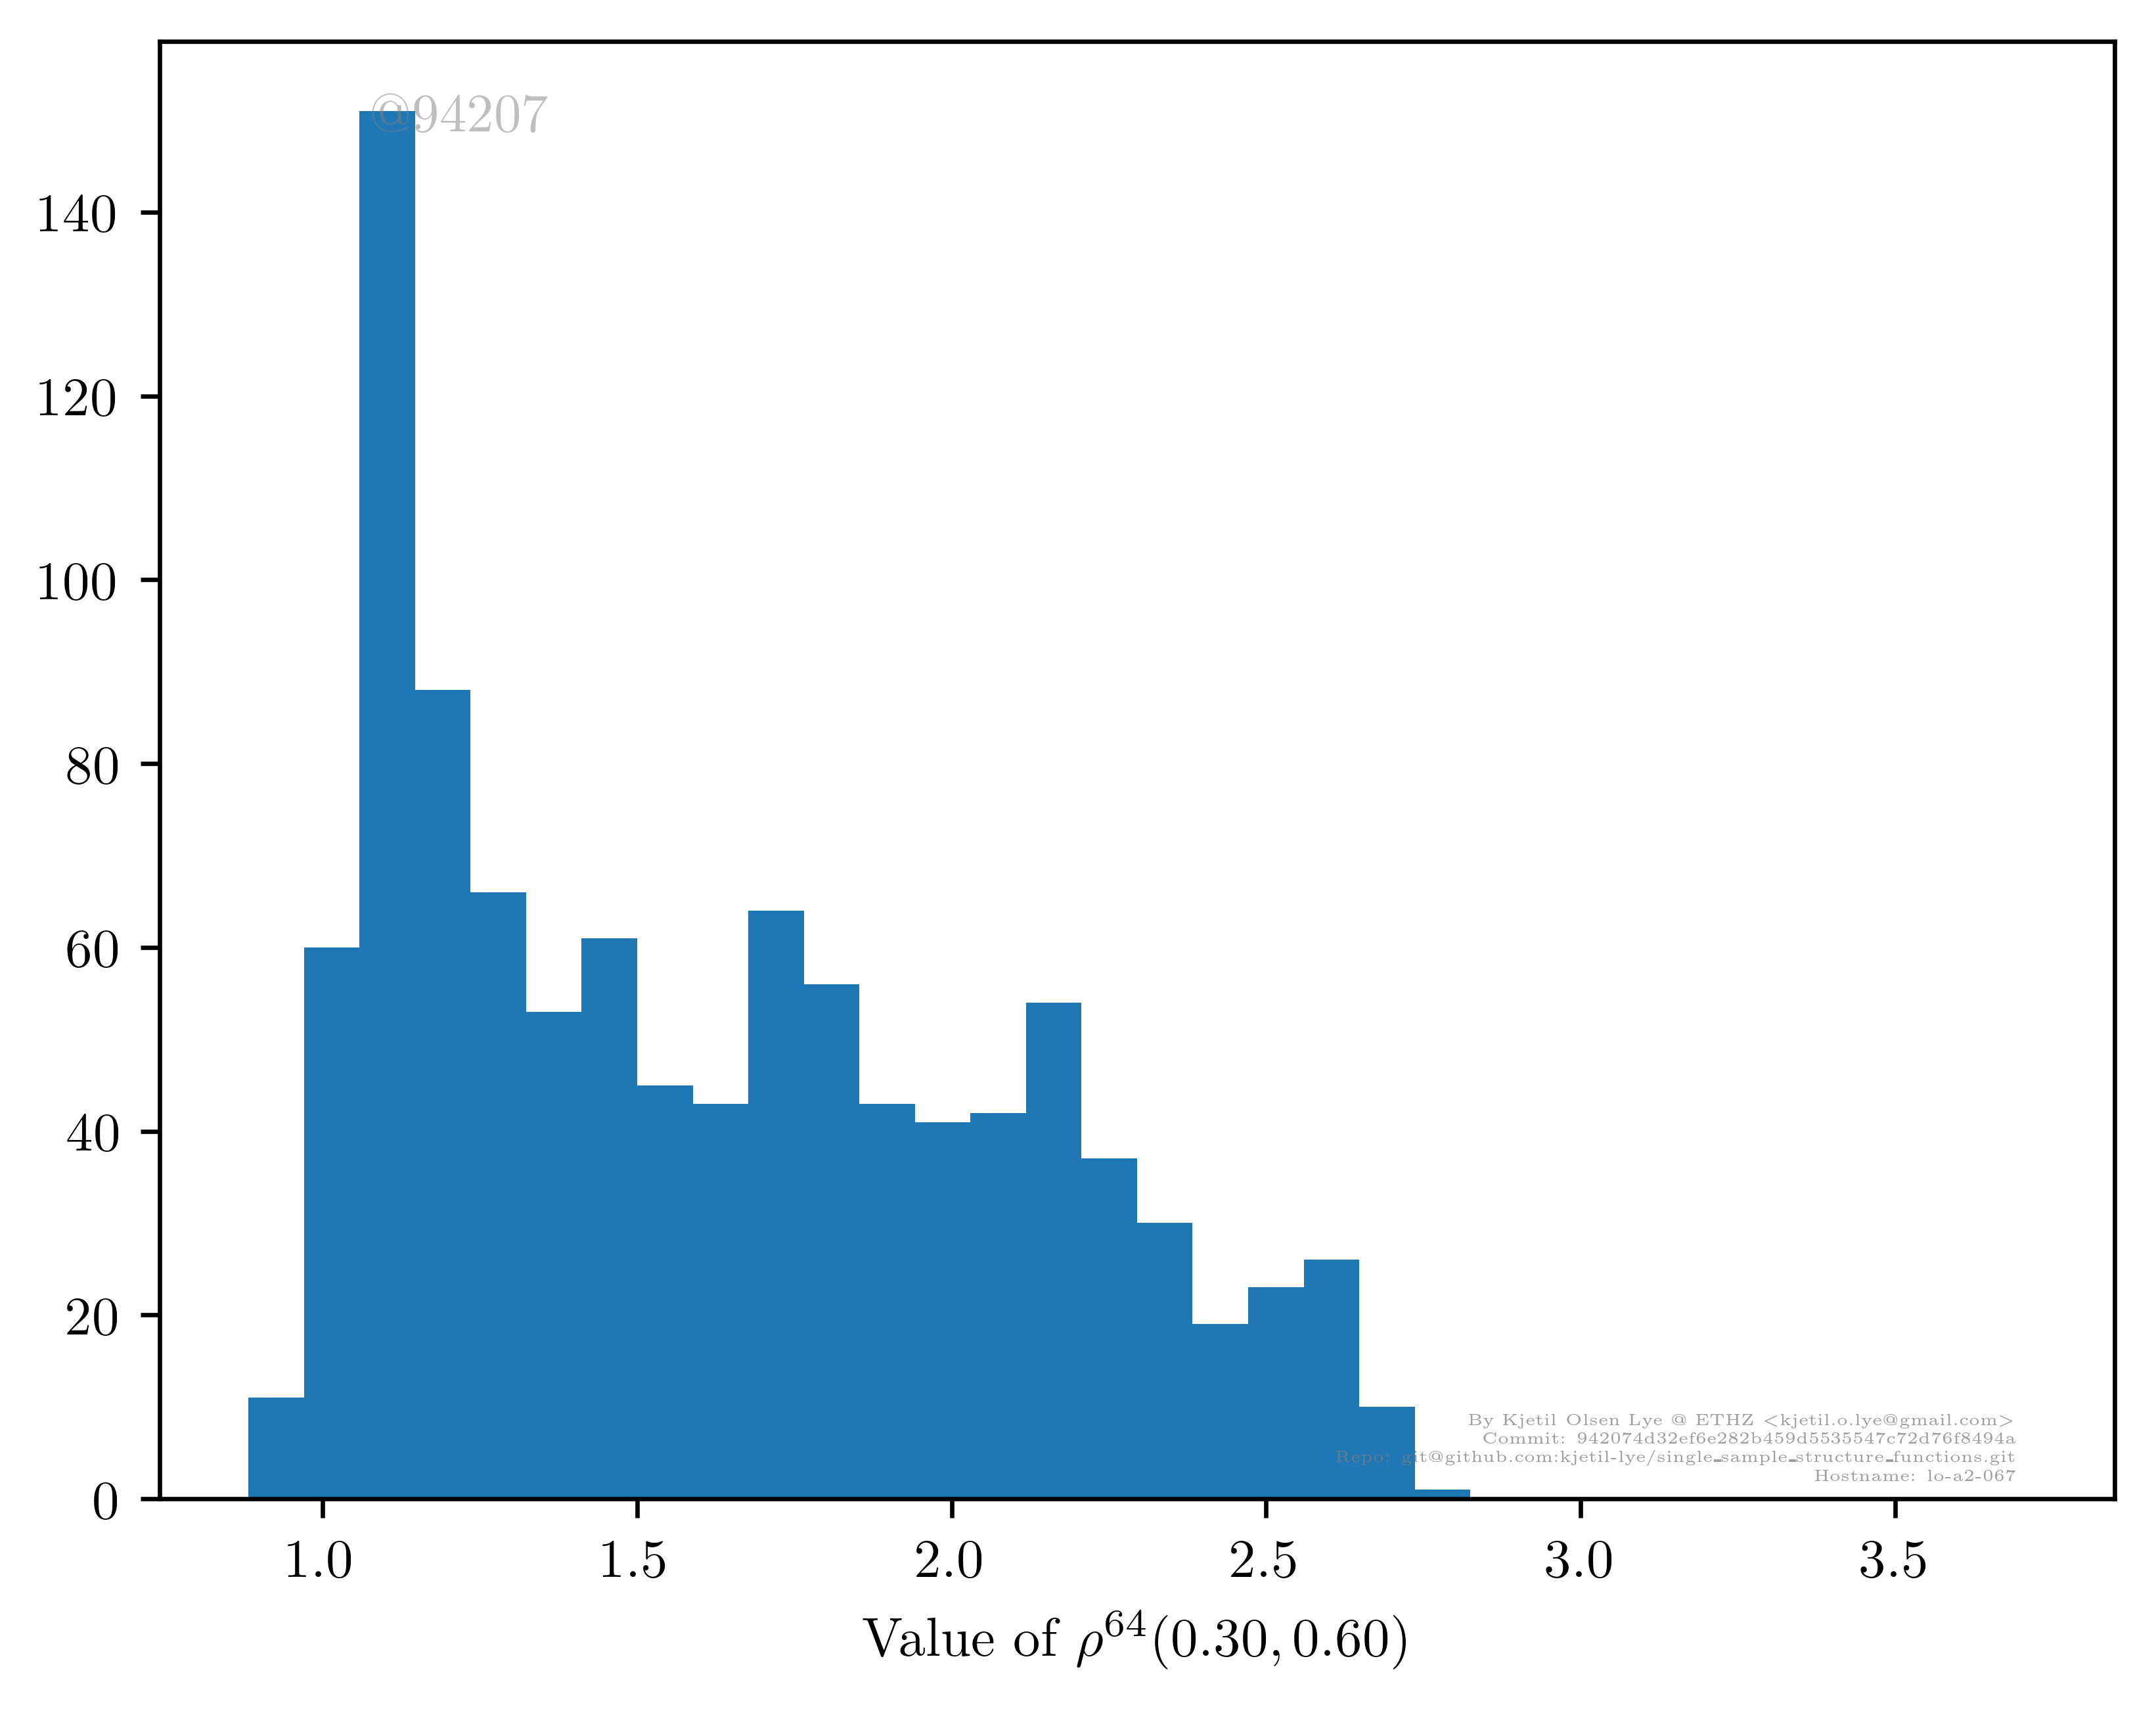 @94207
140
120
100
80
60
40
20
0
By Kjetil Olsen Lye @ ETHZ <kjetil.o.lye@gmail.com>
Commit: 942074d32ef6e282b459d5535547c72d76f8494a
Repo: git@github.com:kjetil-lye/single_sample_structure_functions.git
Hostname: lo-a2-067
1.0 1.5 2.0 2.5 3.0 3.5
Value of ρ⁶⁴(0.30, 0.60)